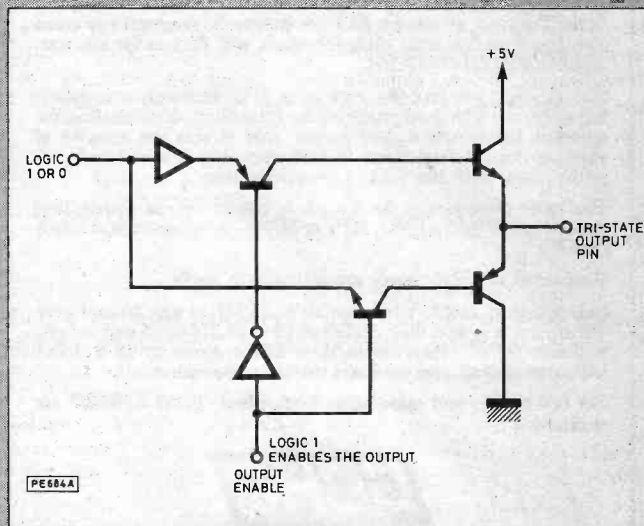 +5V
LOGIC
1 OR 0
TRI-STATE
OUTPUT
PIN
LOGIC 1
ENABLES THE OUTPUT
OUTPUT
ENABLE
PE684A